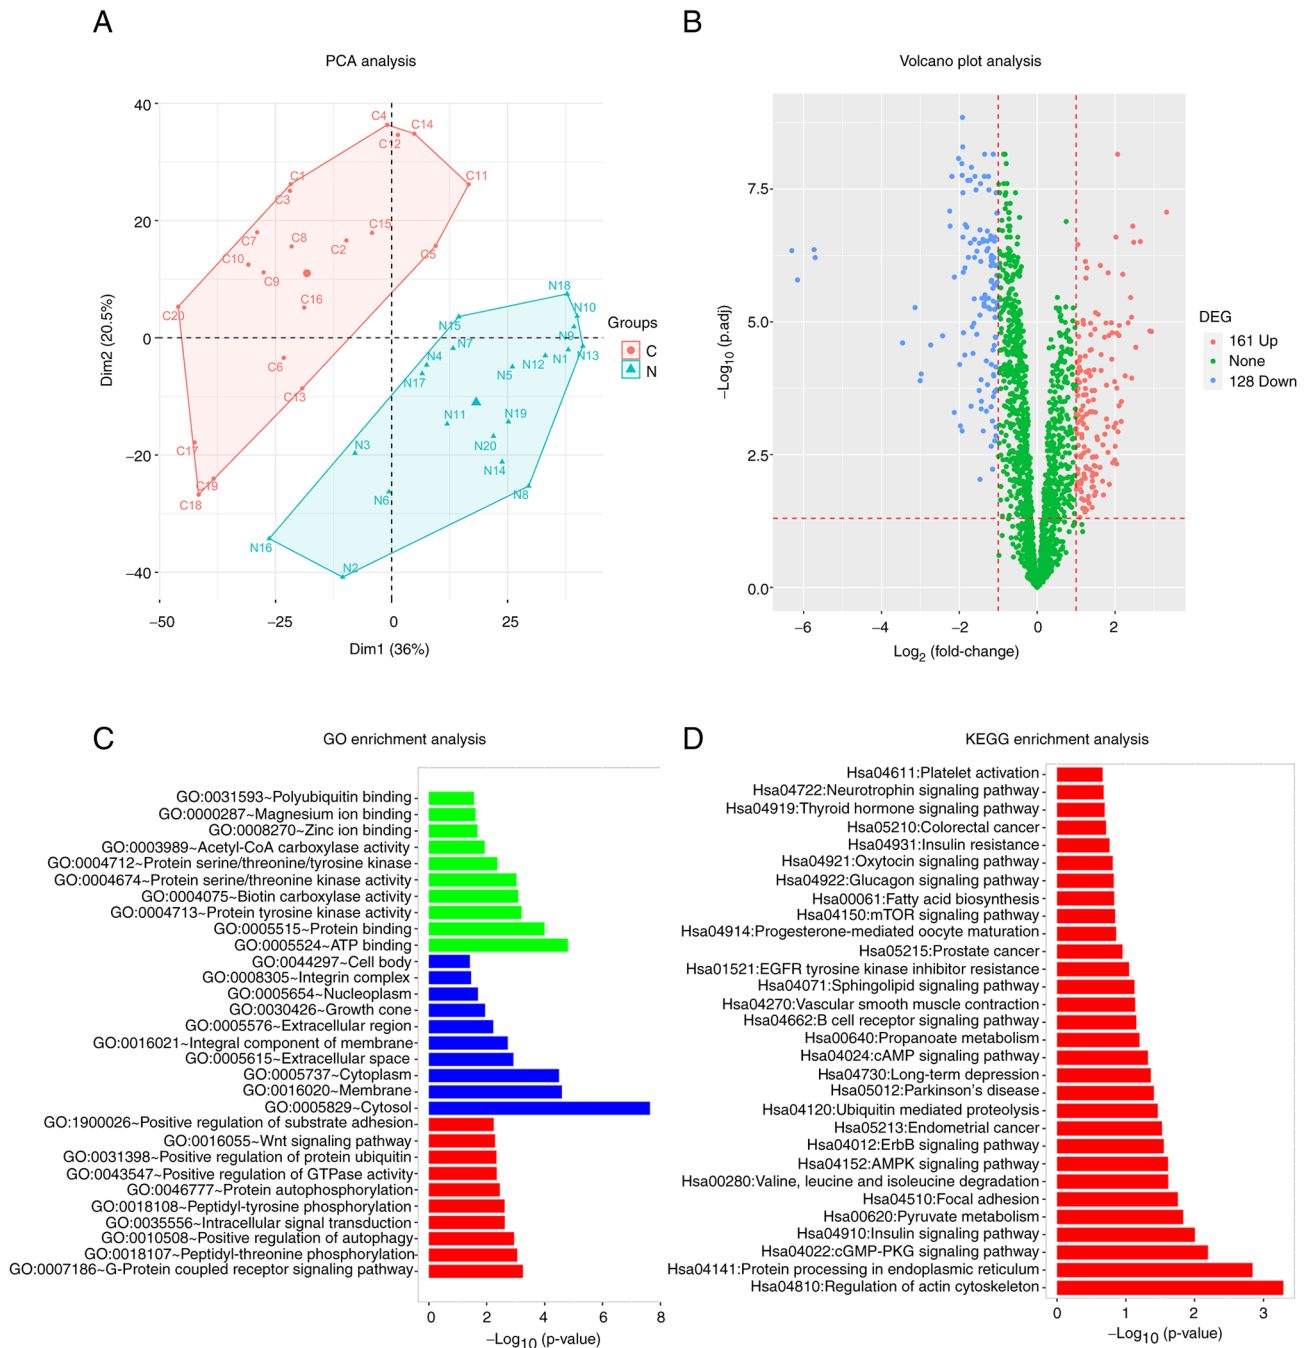 A
PCA analysis
40
20
0
−20
−40
−50
−25
0
25
Dim2 (20.5%)
Dim1 (36%)
C4
C14
C12
C1
C3
C11
C7
C8
C15
C2
C5
C10
C9
C16
C20
C6
C13
C17
C19
C18
N18
N10
N15
N9
N7
N13
N4
N12
N1
N17
N5
N11
N19
N3
N20
N14
N6
N8
N16
N2
Groups
C
N
B
Volcano plot analysis
7.5
5.0
2.5
0.0
−6
−4
−2
0
2
−Log10 (p.adj)
Log2 (fold-change)
DEG
161 Up
None
128 Down
C
GO enrichment analysis
GO:0031593~Polyubiquitin binding
GO:0000287~Magnesium ion binding
GO:0008270~Zinc ion binding
GO:0003989~Acetyl-CoA carboxylase activity
GO:0004712~Protein serine/threonine/tyrosine kinase
GO:0004674~Protein serine/threonine kinase activity
GO:0004075~Biotin carboxylase activity
GO:0004713~Protein tyrosine kinase activity
GO:0005515~Protein binding
GO:0005524~ATP binding
GO:0044297~Cell body
GO:0008305~Integrin complex
GO:0005654~Nucleoplasm
GO:0030426~Growth cone
GO:0005576~Extracellular region
GO:0016021~Integral component of membrane
GO:0005615~Extracellular space
GO:0005737~Cytoplasm
GO:0016020~Membrane
GO:0005829~Cytosol
GO:1900026~Positive regulation of substrate adhesion
GO:0016055~Wnt signaling pathway
GO:0031398~Positive regulation of protein ubiquitin
GO:0043547~Positive regulation of GTPase activity
GO:0046777~Protein autophosphorylation
GO:0018108~Peptidyl-tyrosine phosphorylation
GO:0035556~Intracellular signal transduction
GO:0010508~Positive regulation of autophagy
GO:0018107~Peptidyl-threonine phosphorylation
GO:0007186~G-Protein coupled receptor signaling pathway
0
2
4
6
8
−Log10 (p-value)
D
KEGG enrichment analysis
Hsa04611:Platelet activation
Hsa04722:Neurotrophin signaling pathway
Hsa04919:Thyroid hormone signaling pathway
Hsa05210:Colorectal cancer
Hsa04931:Insulin resistance
Hsa04921:Oxytocin signaling pathway
Hsa04922:Glucagon signaling pathway
Hsa00061:Fatty acid biosynthesis
Hsa04150:mTOR signaling pathway
Hsa04914:Progesterone-mediated oocyte maturation
Hsa05215:Prostate cancer
Hsa01521:EGFR tyrosine kinase inhibitor resistance
Hsa04071:Sphingolipid signaling pathway
Hsa04270:Vascular smooth muscle contraction
Hsa04662:B cell receptor signaling pathway
Hsa00640:Propanoate metabolism
Hsa04024:cAMP signaling pathway
Hsa04730:Long-term depression
Hsa05012:Parkinson's disease
Hsa04120:Ubiquitin mediated proteolysis
Hsa05213:Endometrial cancer
Hsa04012:ErbB signaling pathway
Hsa04152:AMPK signaling pathway
Hsa00280:Valine, leucine and isoleucine degradation
Hsa04510:Focal adhesion
Hsa00620:Pyruvate metabolism
Hsa04910:Insulin signaling pathway
Hsa04022:cGMP-PKG signaling pathway
Hsa04141:Protein processing in endoplasmic reticulum
Hsa04810:Regulation of actin cytoskeleton
0
1
2
3
−Log10 (p-value)